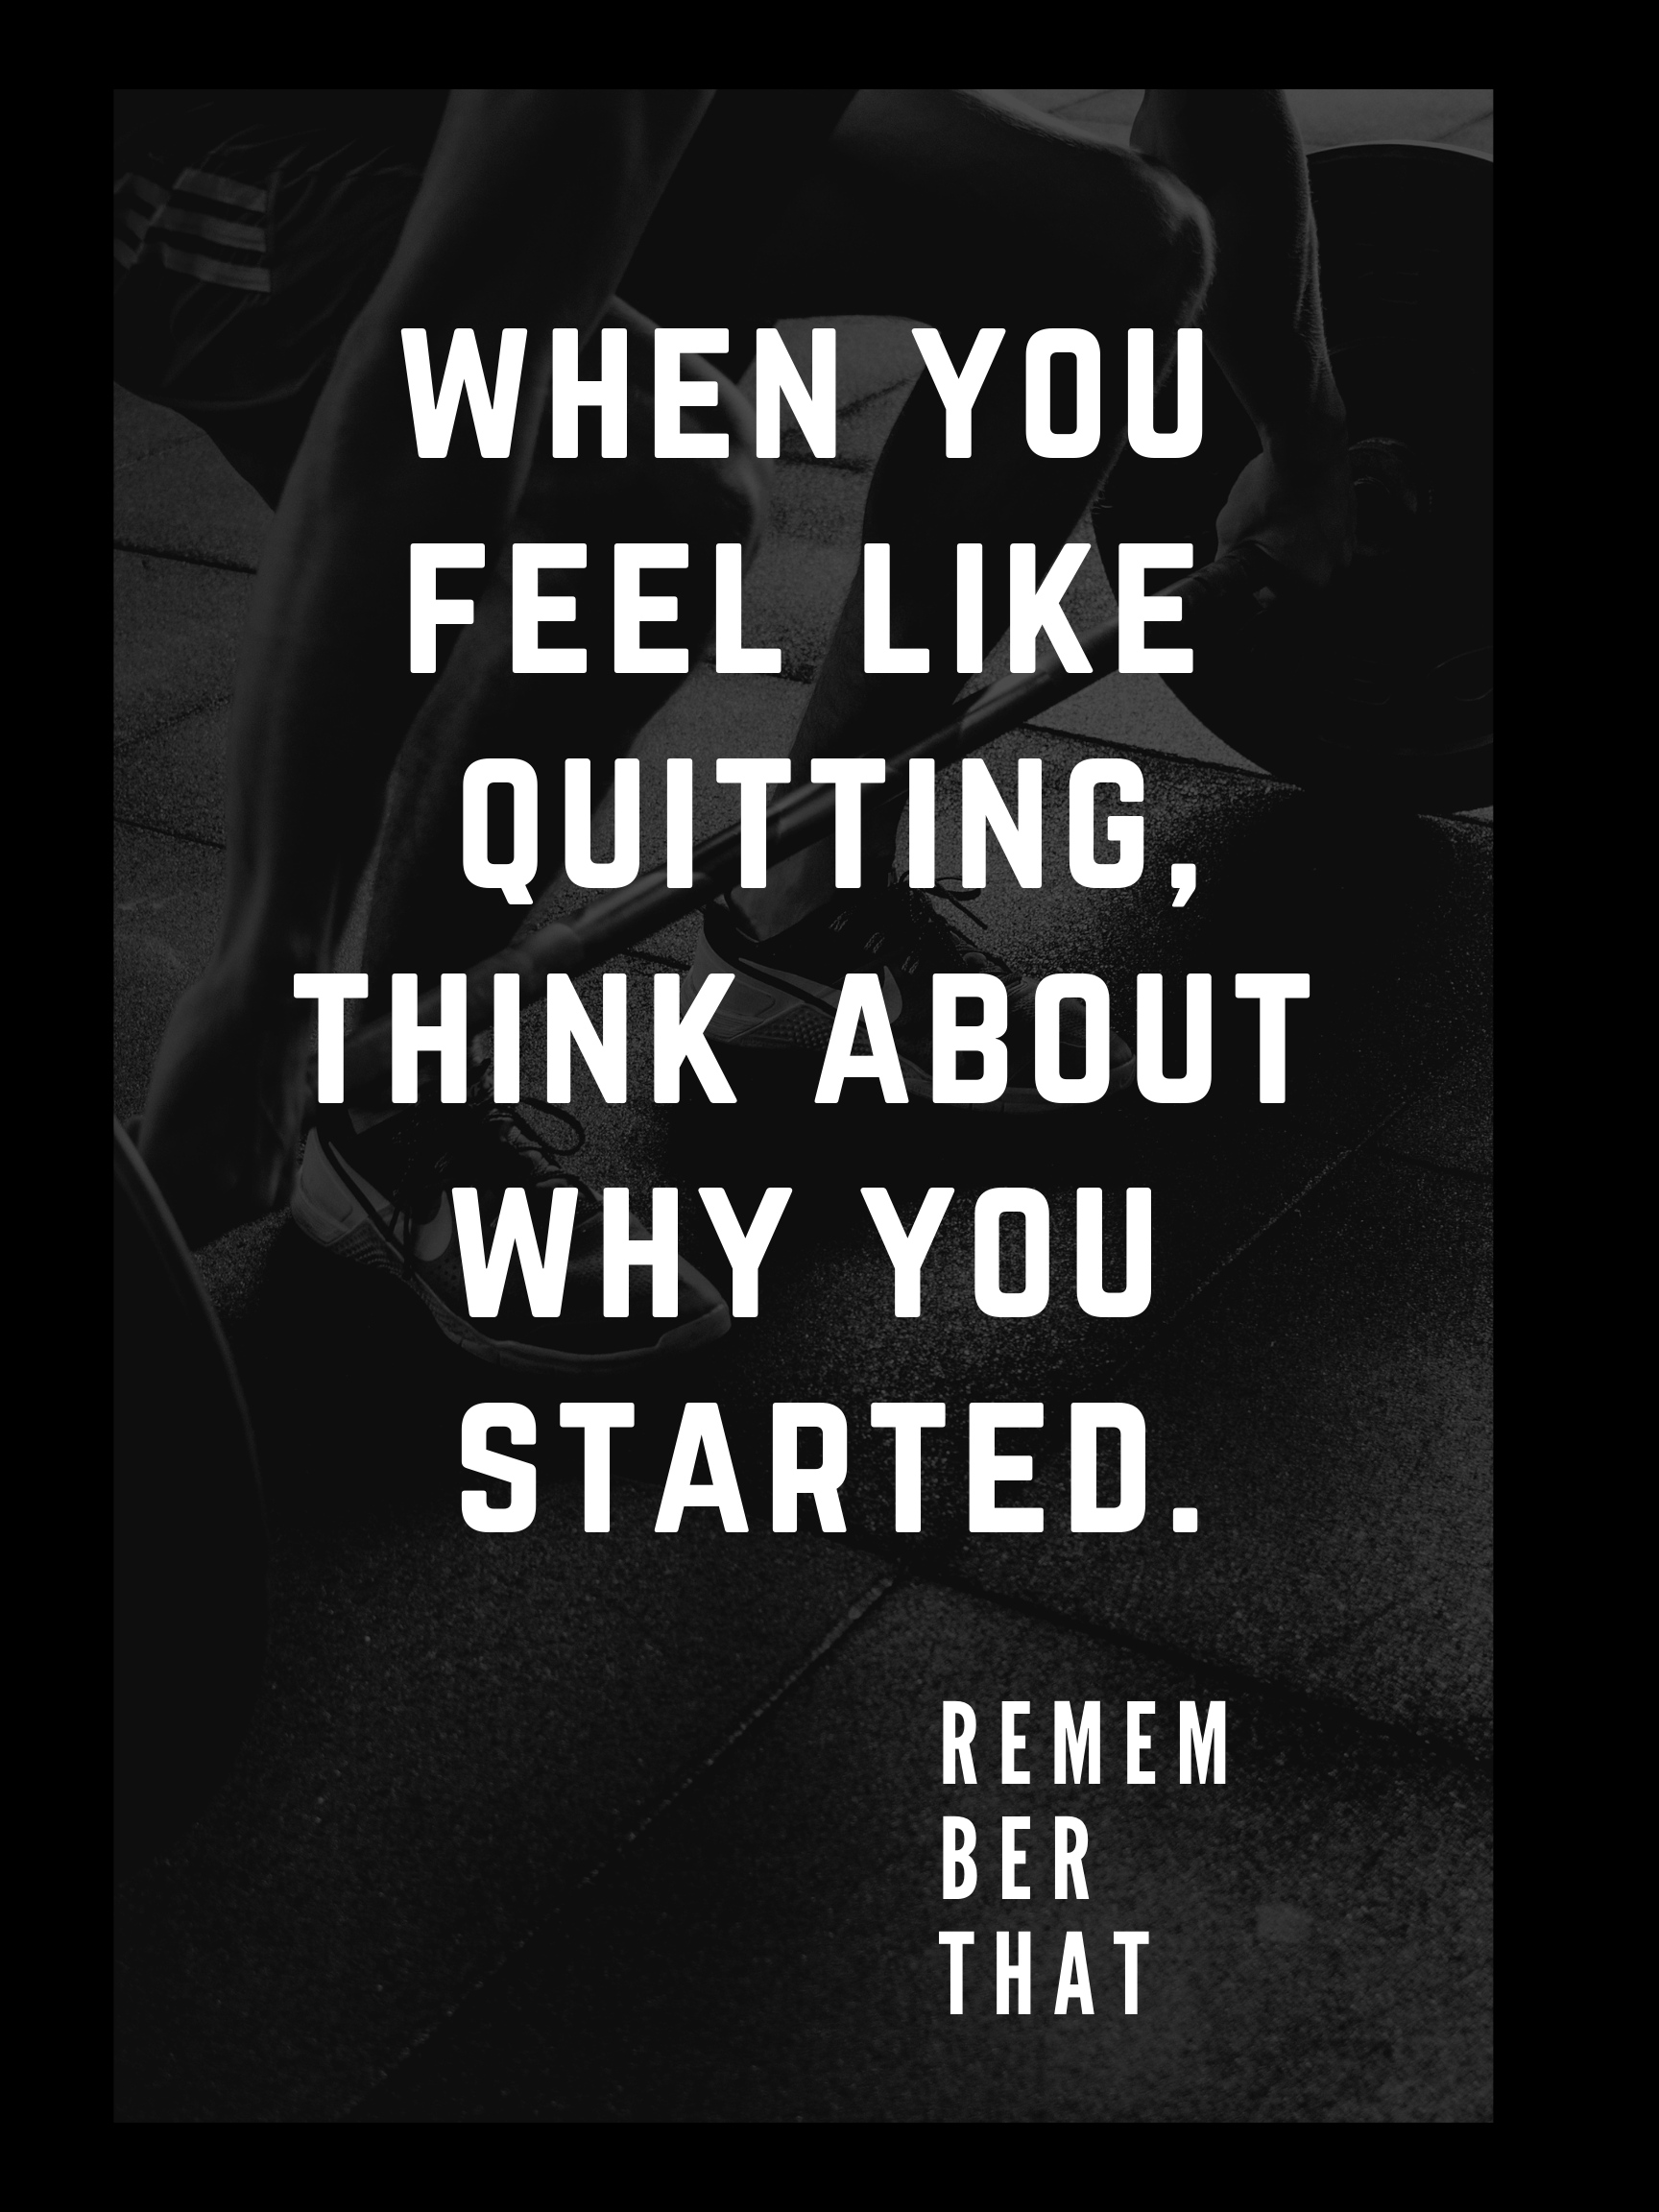 WHEN YOU
FEEL LIKE
QUITTING,
THINK ABOUT
WHY YOU
STARTED.
REMEM
BER
THAT